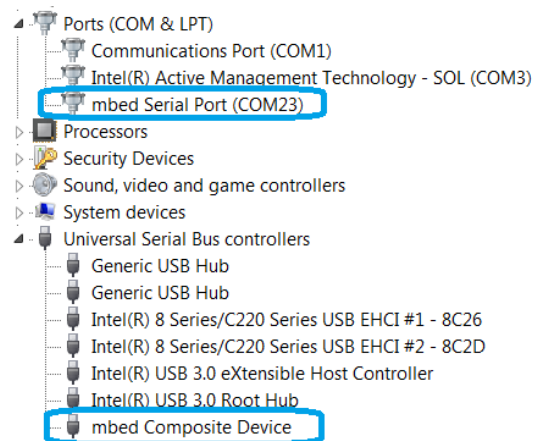 Ports (COM & LPT)
Communications Port (COM1)
Intel(R) Active Management Technology - SOL (COM3)
mbed Serial Port (COM23)
Processors
Security Devices
Sound, video and game controllers
System devices
Universal Serial Bus controllers
Generic USB Hub
Generic USB Hub
Intel(R) 8 Series/C220 Series USB EHCI #1 - 8C26
Intel(R) 8 Series/C220 Series USB EHCI #2 - 8C2D
Intel(R) USB 3.0 eXtensible Host Controller
Intel(R) USB 3.0 Root Hub
mbed Composite Device